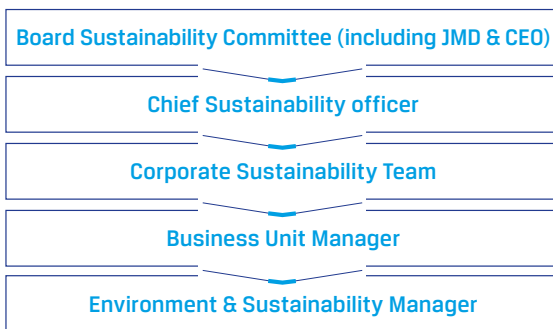 Board Sustainability Committee (including JMD & CEO)
Chief Sustainability officer
Corporate Sustainability Team
Business Unit Manager
Environment & Sustainability Manager